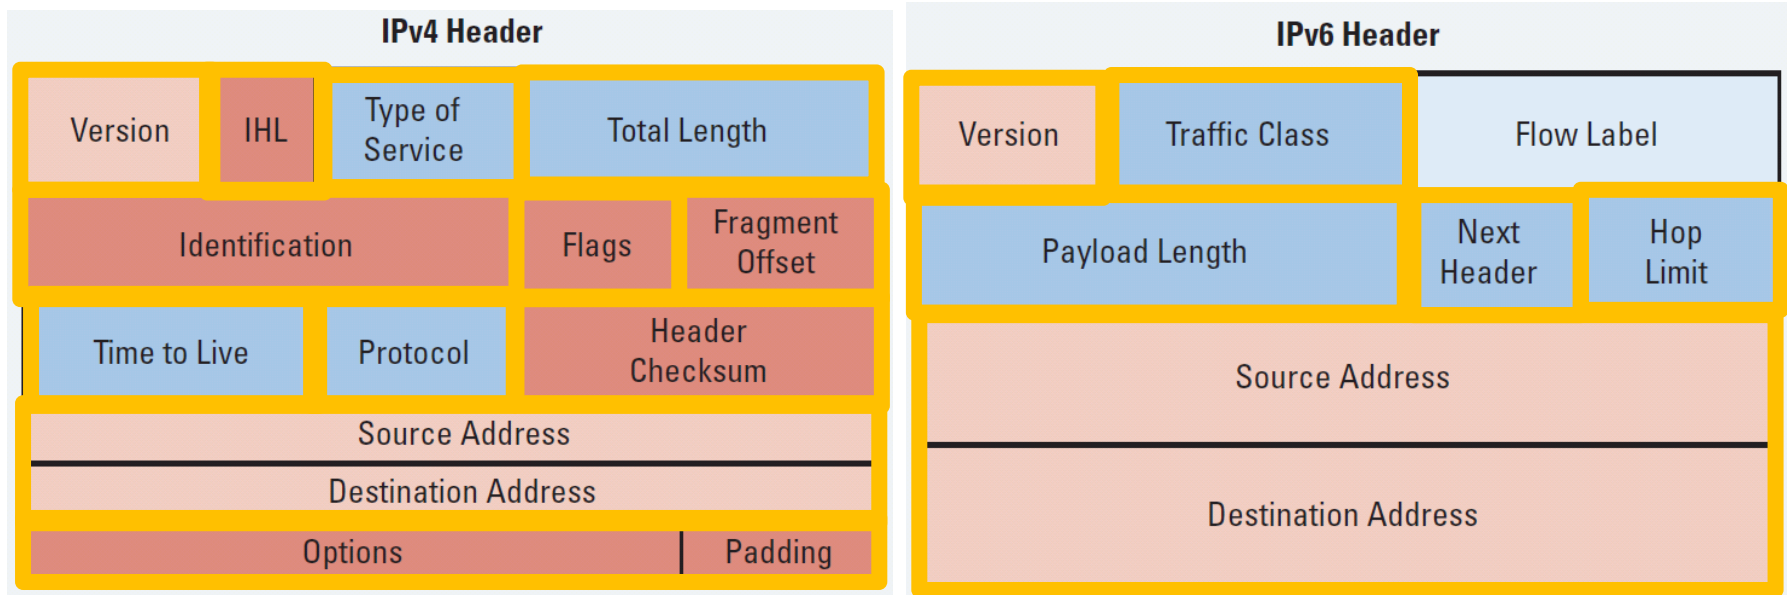 IPv4 Header
Version
IHL
Type of
Service
Total Length
Identification
Flags
Fragment
Offset
Time to Live
Protocol
Header
Checksum
Source Address
Destination Address
Options
Padding
IPv6 Header
Version
Traffic Class
Flow Label
Payload Length
Next
Header
Hop
Limit
Source Address
Destination Address